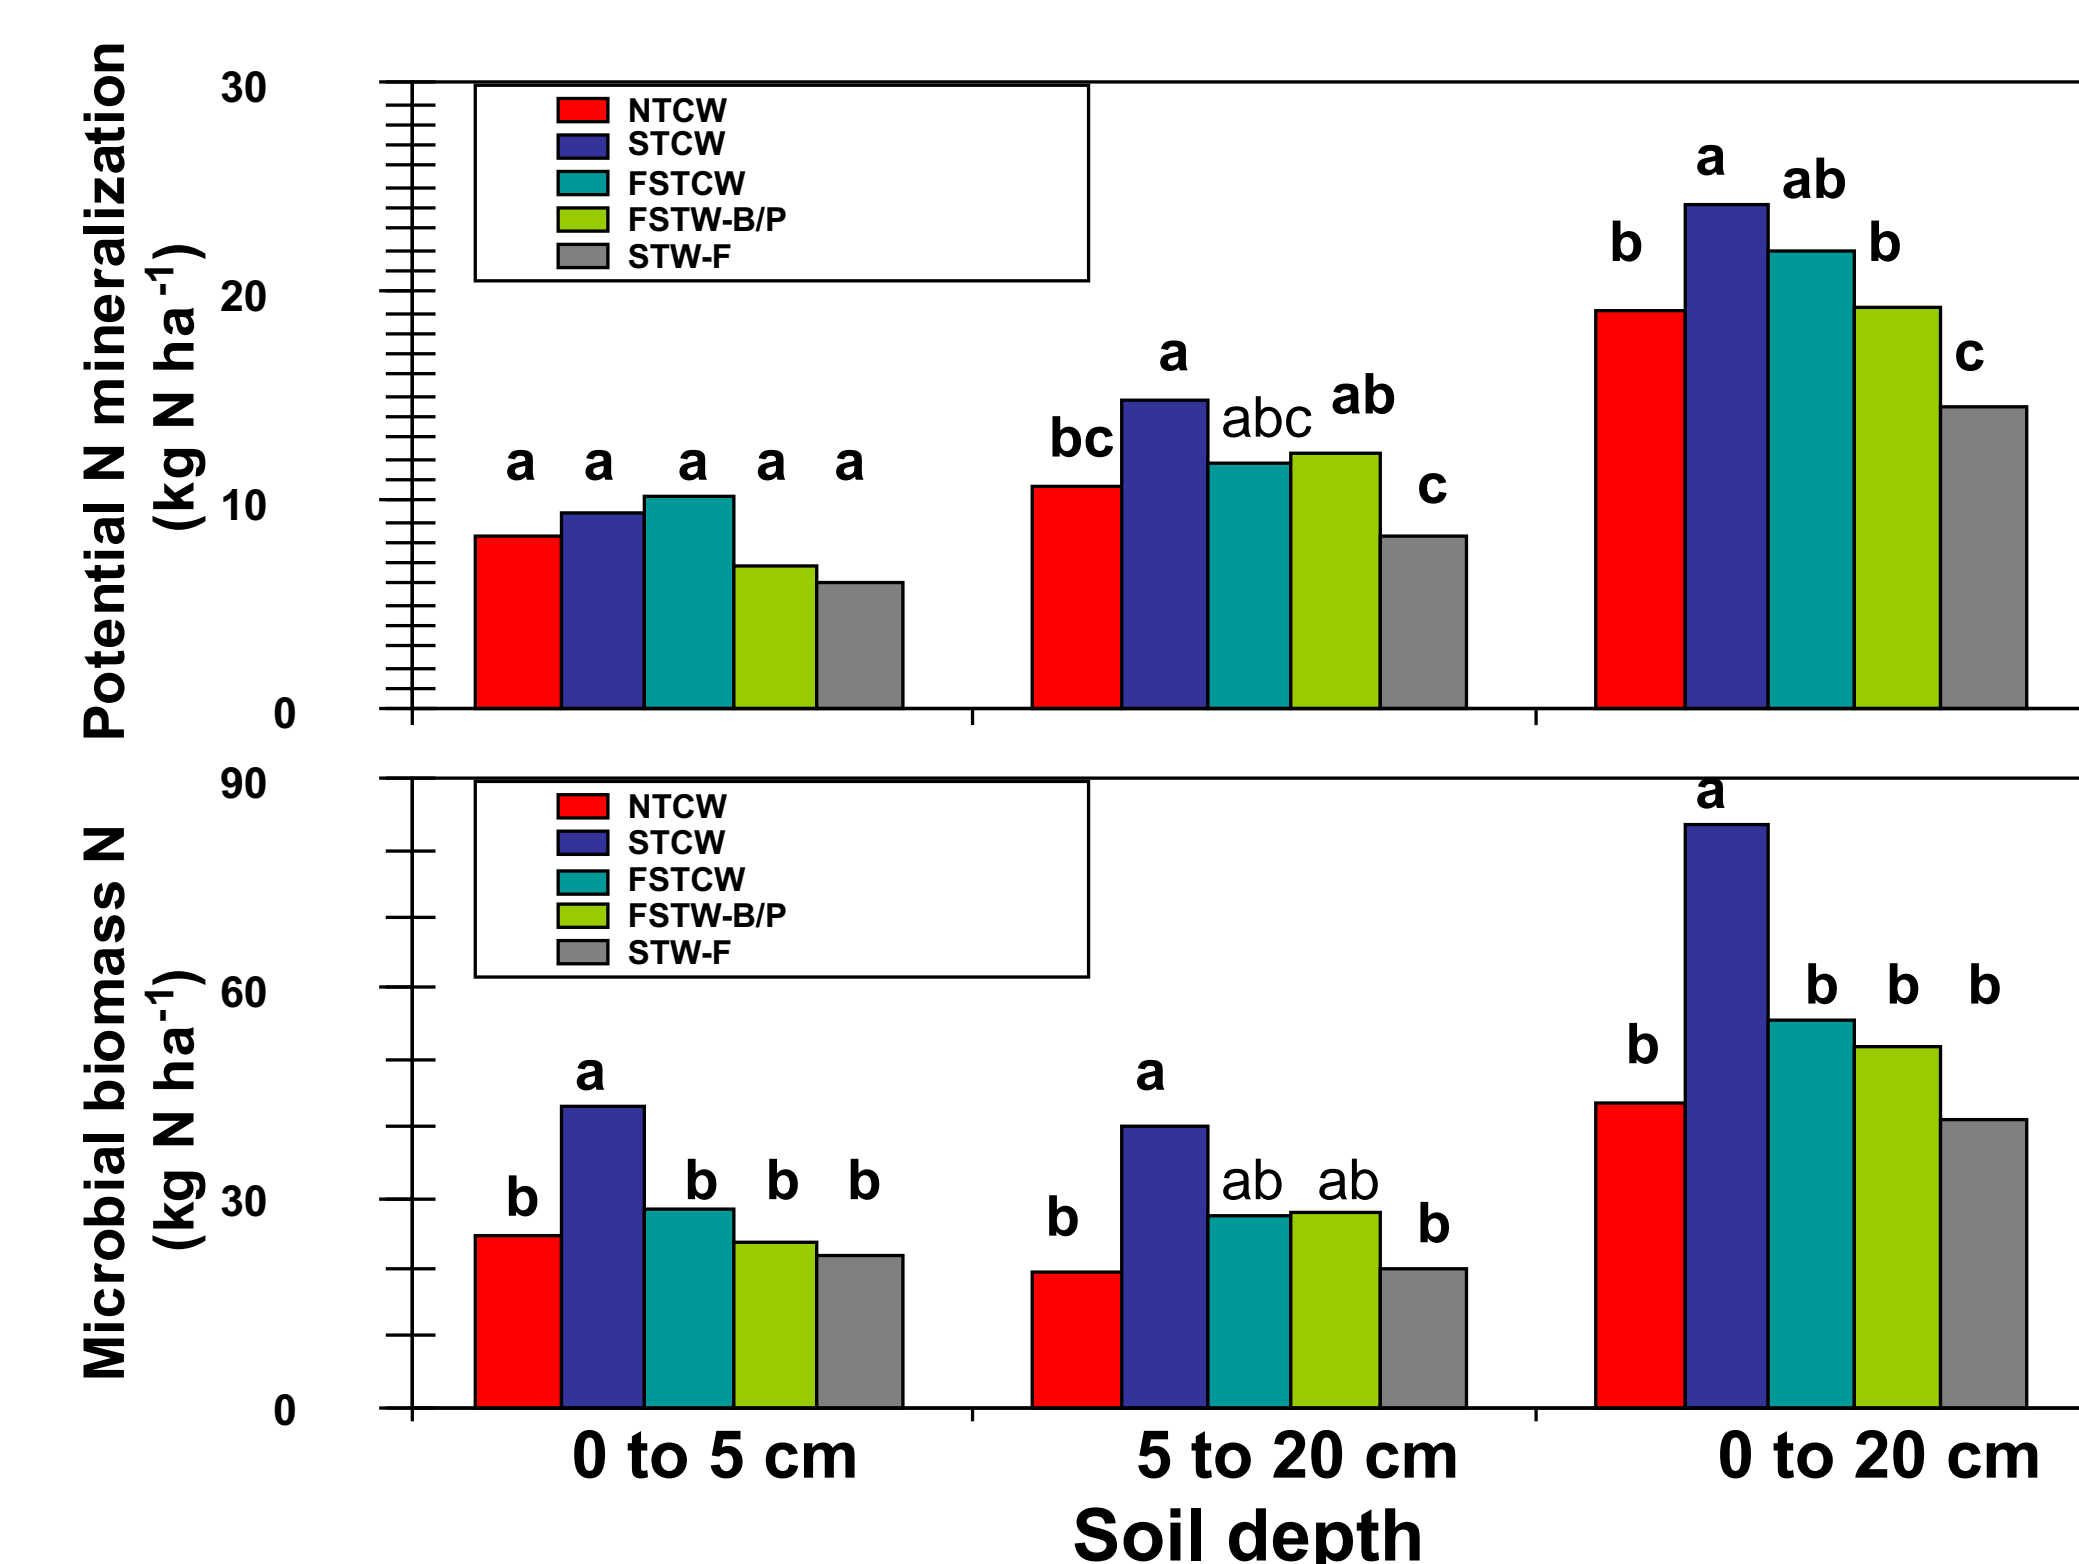 Potential N mineralization
(kg N ha -1)
30
20
10
0
NTCW
STCW
FSTCW
FSTW-B/P
STW-F
a a a a a
bc a abc ab c
b a ab b c
Microbial biomass N
(kg N ha-1)
90
60
30
0
NTCW
STCW
FSTCW
FSTW-B/P
STW-F
b a b b b
b a ab ab b
b a b b b
0 to 5 cm 5 to 20 cm 0 to 20 cm
Soil depth